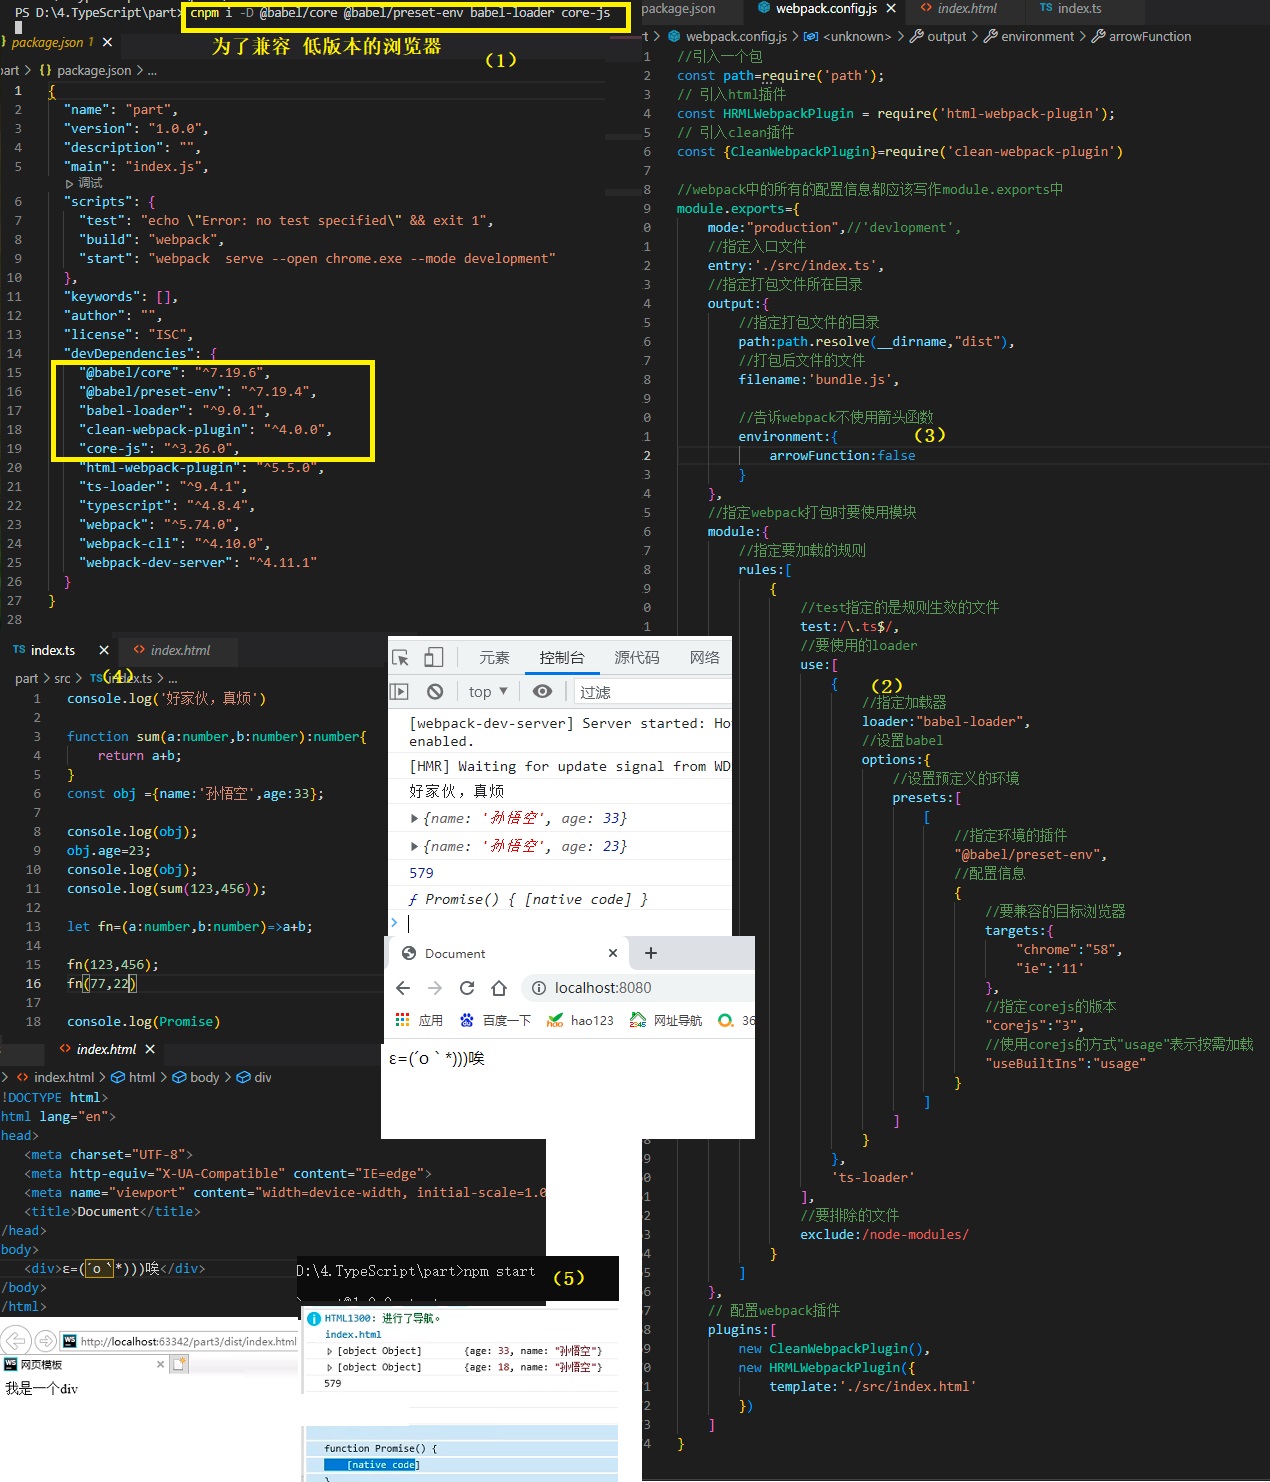 PS D:\4.TypeScript\part> cnpm i -D @babel/core @babel/preset-env babel-loader core-js
package.json 1 ×
为了兼容 低版本的浏览器
(1)
part > {} package.json > ...
1 {
2 "name": "part",
3 "version": "1.0.0",
4 "description": "",
5 "main": "index.js",
▷ 调试
6 "scripts": {
7 "test": "echo \"Error: no test specified\" && exit 1",
8 "build": "webpack",
9 "start": "webpack  serve --open chrome.exe --mode development"
10 },
11 "keywords": [],
12 "author": "",
13 "license": "ISC",
14 "devDependencies": {
15 "@babel/core": "^7.19.6",
16 "@babel/preset-env": "^7.19.4",
17 "babel-loader": "^9.0.1",
18 "clean-webpack-plugin": "^4.0.0",
19 "core-js": "^3.26.0",
20 "html-webpack-plugin": "^5.5.0",
21 "ts-loader": "^9.4.1",
22 "typescript": "^4.8.4",
23 "webpack": "^5.74.0",
24 "webpack-cli": "^4.10.0",
25 "webpack-dev-server": "^4.11.1"
26 }
27 }
28
TS index.ts × <> index.html
(4)
part > src > TS index.ts > ...
1 console.log('好家伙，真烦')
2
3 function sum(a:number,b:number):number{
4 return a+b;
5 }
6 const obj ={name:'孙悟空',age:33};
7
8 console.log(obj);
9 obj.age=23;
10 console.log(obj);
11 console.log(sum(123,456));
12
13 let fn=(a:number,b:number)=>a+b;
14
15 fn(123,456);
16 fn(77,22)
17
18 console.log(Promise)
<> index.html ×
> <> index.html > html > body > div
!DOCTYPE html>
html lang="en">
head>
<meta charset="UTF-8">
<meta http-equiv="X-UA-Compatible" content="IE=edge">
<meta name="viewport" content="width=device-width, initial-scale=1.0
<title>Document</title>
/head>
body>
<div>ε=(´o｀*)))唉</div>
/body>
/html>
元素 控制台 源代码 网络
top ▼ 过滤
[webpack-dev-server] Server started: Ho
enabled.
[HMR] Waiting for update signal from WD
好家伙，真烦
▶ {name: '孙悟空', age: 33}
▶ {name: '孙悟空', age: 23}
579
ƒ Promise() { [native code] }
>
Document × +
localhost:8080
应用 百度一下 hao123 网址导航 36
ε=(´o｀*)))唉
D:\4.TypeScript\part>npm start
(5)
http://localhost:63342/part3/dist/index.html
网页模板 ×
我是一个div
HTML1300: 进行了导航。
index.html
▷ [object Object] {age: 33, name: "孙悟空"}
▷ [object Object] {age: 18, name: "孙悟空"}
579
function Promise() {
[native code]
}
package.json webpack.config.js × <> index.html TS index.ts
> webpack.config.js > <unknown> > output > environment > arrowFunction
1 //引入一个包
2 const path=require('path');
3 // 引入html插件
4 const HRMLWebpackPlugin = require('html-webpack-plugin');
5 // 引入clean插件
6 const {CleanWebpackPlugin}=require('clean-webpack-plugin')
7
8 //webpack中的所有的配置信息都应该写作module.exports中
9 module.exports={
0 mode:"production",//'devlopment',
1 //指定入口文件
2 entry:'./src/index.ts',
3 //指定打包文件所在目录
4 output:{
5 //指定打包文件的目录
6 path:path.resolve(__dirname,"dist"),
7 //打包后文件的文件
8 filename:'bundle.js',
9
0 //告诉webpack不使用箭头函数
1 environment:{ (3)
2 arrowFunction:false
3 }
4 },
5 //指定webpack打包时要使用模块
6 module:{
7 //指定要加载的规则
8 rules:[
9 {
0 //test指定的是规则生效的文件
1 test:/\.ts$/,
//要使用的loader
use:[
{ (2)
//指定加载器
loader:"babel-loader",
//设置babel
options:{
//设置预定义的环境
presets:[
[
//指定环境的插件
"@babel/preset-env",
//配置信息
{
//要兼容的目标浏览器
targets:{
"chrome":"58",
"ie":'11'
},
//指定corejs的版本
"corejs":"3",
//使用corejs的方式"usage"表示按需加载
"useBuiltIns":"usage"
}
]
]
8 }
9 },
0 'ts-loader'
1 ],
2 //要排除的文件
3 exclude:/node-modules/
4 }
5 ]
6 },
7 // 配置webpack插件
8 plugins:[
9 new CleanWebpackPlugin(),
0 new HRMLWebpackPlugin({
1 template:'./src/index.html'
2 })
3 ]
4 }